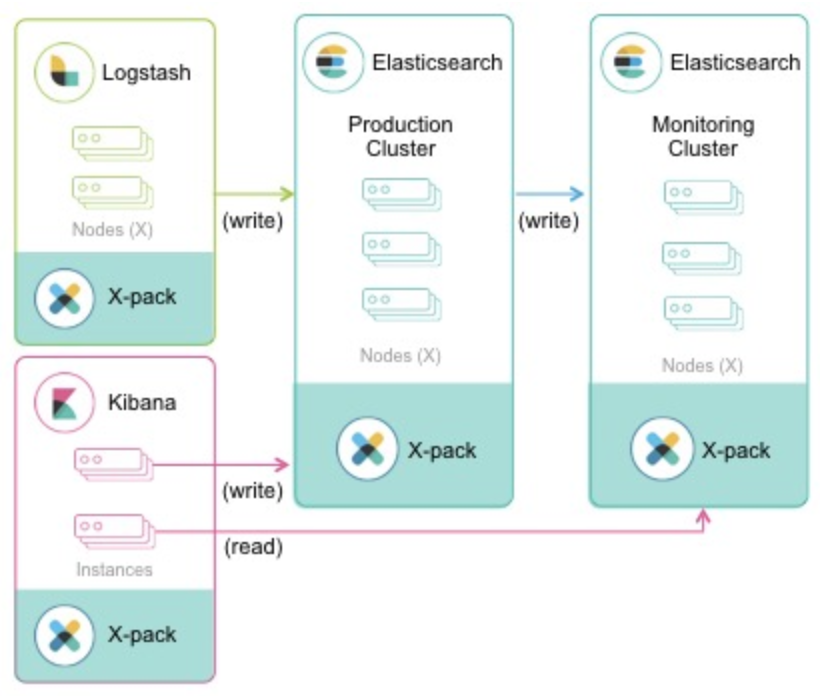 Logstash
Nodes (X)
X-pack
(write)
Elasticsearch
Production
Cluster
Nodes (X)
X-pack
(write)
Elasticsearch
Monitoring
Cluster
Nodes (X)
X-pack
Kibana
(write)
(read)
Instances
X-pack